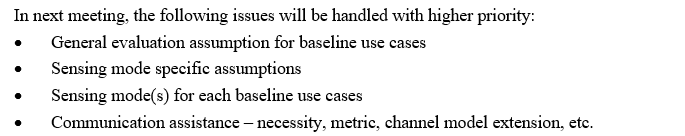 In next meeting, the following issues will be handled with higher priority:
• General evaluation assumption for baseline use cases
• Sensing mode specific assumptions
• Sensing mode(s) for each baseline use cases
• Communication assistance – necessity, metric, channel model extension, etc.